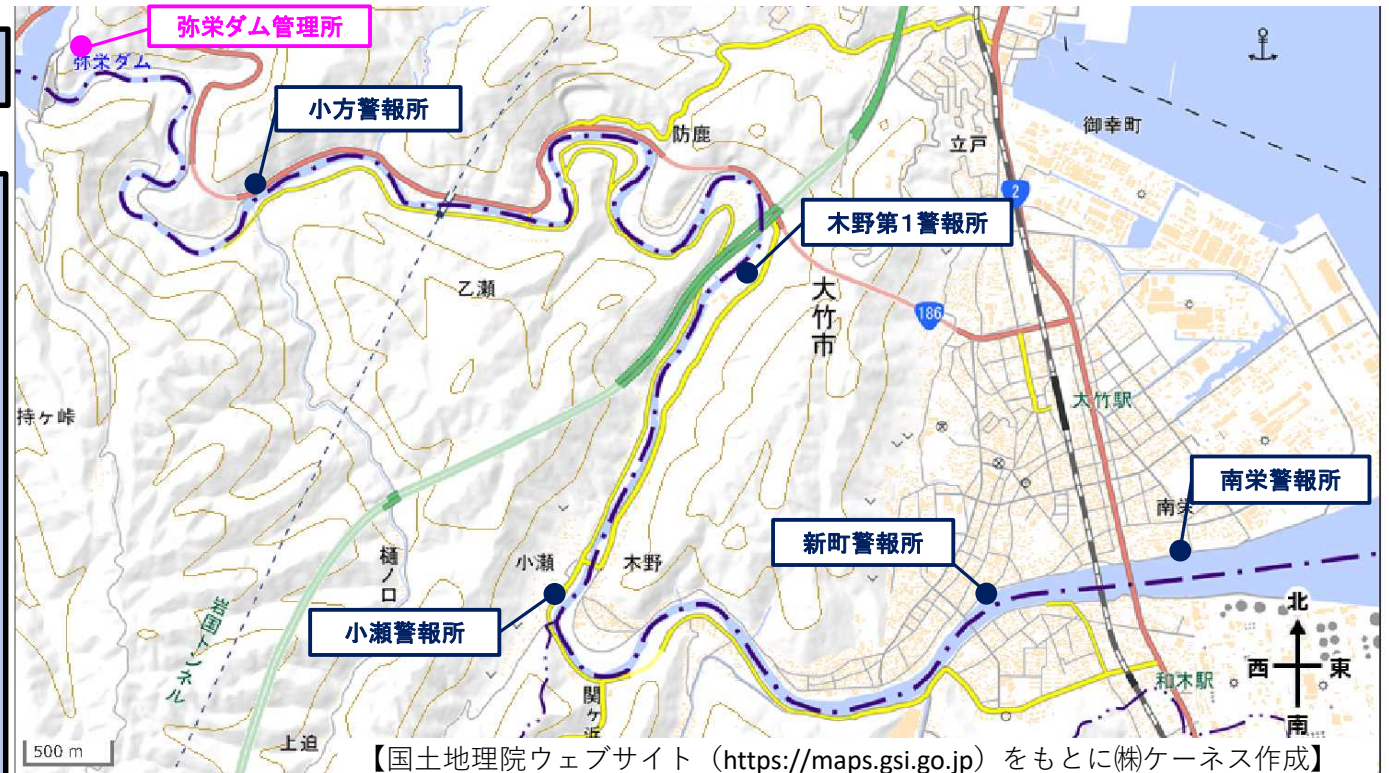 弥栄ダム管理所
弥栄ダム
小方警報所
防鹿
立戸
御幸町
2
木野第1警報所
乙瀬
大竹市
186
持ヶ峠
大竹駅
南栄警報所
南栄
新町警報所
小瀬
木野
樋ノ口
小瀬警報所
岩国トンネル
北
西
東
南
和木駅
関ヶ浜
上迫
500 m
【国土地理院ウェブサイト（https://maps.gsi.go.jp）をもとに㈱ケーネス作成】